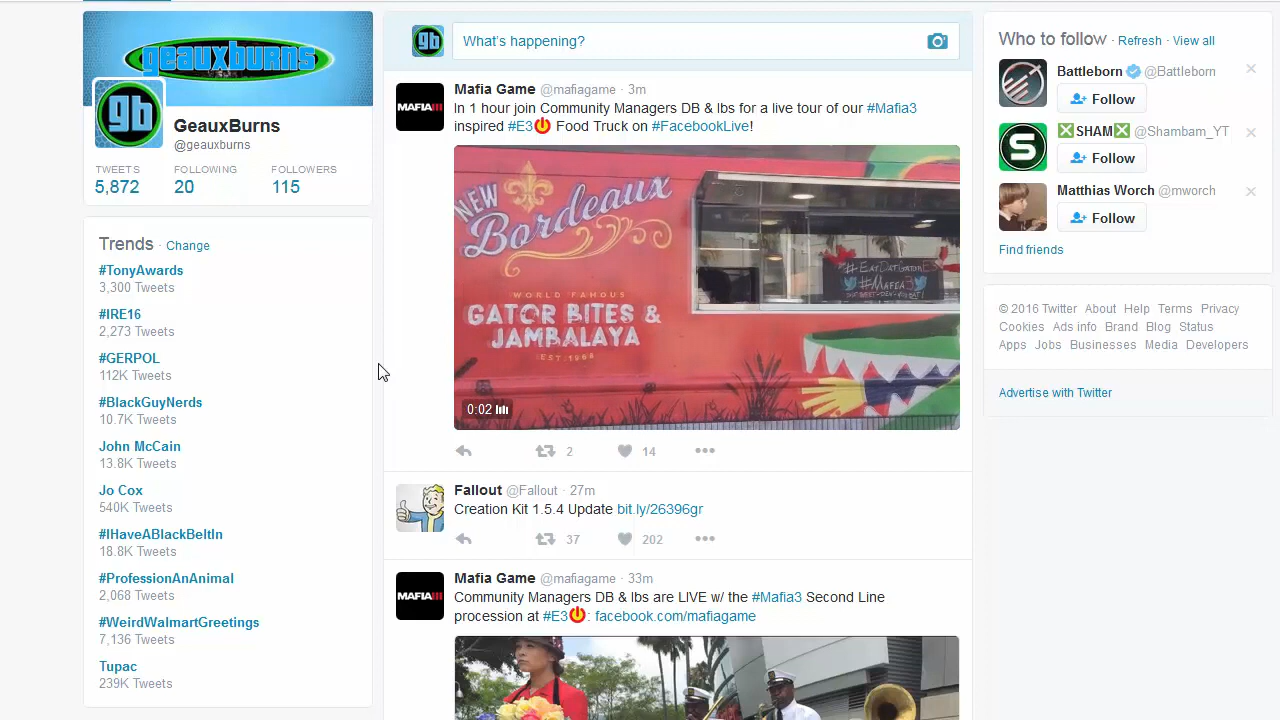 geauxburns
gb
GeauxBurns
@geauxburns
TWEETS FOLLOWING FOLLOWERS
5,872 20 115
Trends · Change
#TonyAwards
3,300 Tweets
#IRE16
2,273 Tweets
#GERPOL
112K Tweets
#BlackGuyNerds
10.7K Tweets
John McCain
13.8K Tweets
Jo Cox
540K Tweets
#IHaveABlackBeltIn
18.8K Tweets
#ProfessionAnAnimal
2,068 Tweets
#WeirdWalmartGreetings
7,136 Tweets
Tupac
239K Tweets
gb What's happening?
MAFIA III
Mafia Game @mafiagame · 3m
In 1 hour join Community Managers DB & lbs for a live tour of our #Mafia3
inspired #E3 Food Truck on #FacebookLive!
NEW
Bordeaux
WORLD FAMOUS
GATOR BITES &
JAMBALAYA
EST. 1968
#EATDATGATORE3
#MAFIA3
0:02
2 14
Fallout @Fallout · 27m
Creation Kit 1.5.4 Update bit.ly/26396gr
37 202
MAFIA III
Mafia Game @mafiagame · 33m
Community Managers DB & lbs are LIVE w/ the #Mafia3 Second Line
procession at #E3: facebook.com/mafiagame
Who to follow · Refresh · View all
Battleborn @Battleborn
Follow
S
❎SHAM❎ @Shambam_YT
Follow
Matthias Worch @mworch
Follow
Find friends
© 2016 Twitter About Help Terms Privacy
Cookies Ads info Brand Blog Status
Apps Jobs Businesses Media Developers
Advertise with Twitter